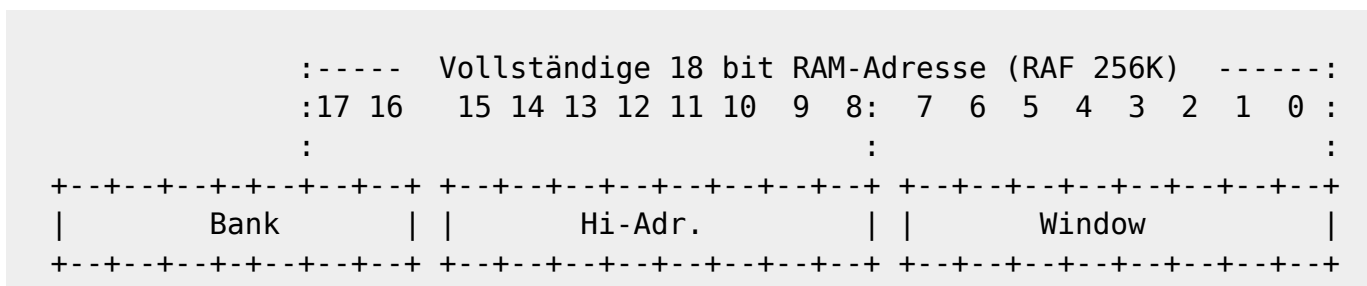 :----- Vollständige 18 bit RAM-Adresse (RAF 256K) ------:
:17 16 15 14 13 12 11 10 9 8: 7 6 5 4 3 2 1 0 :
: : :
+--+--+--+-+--+--+--+ +--+--+--+--+--+--+--+--+ +--+--+--+--+--+--+--+--+
| Bank | | Hi-Adr. | | Window |
+--+--+--+-+--+--+--+ +--+--+--+--+--+--+--+--+ +--+--+--+--+--+--+--+--+